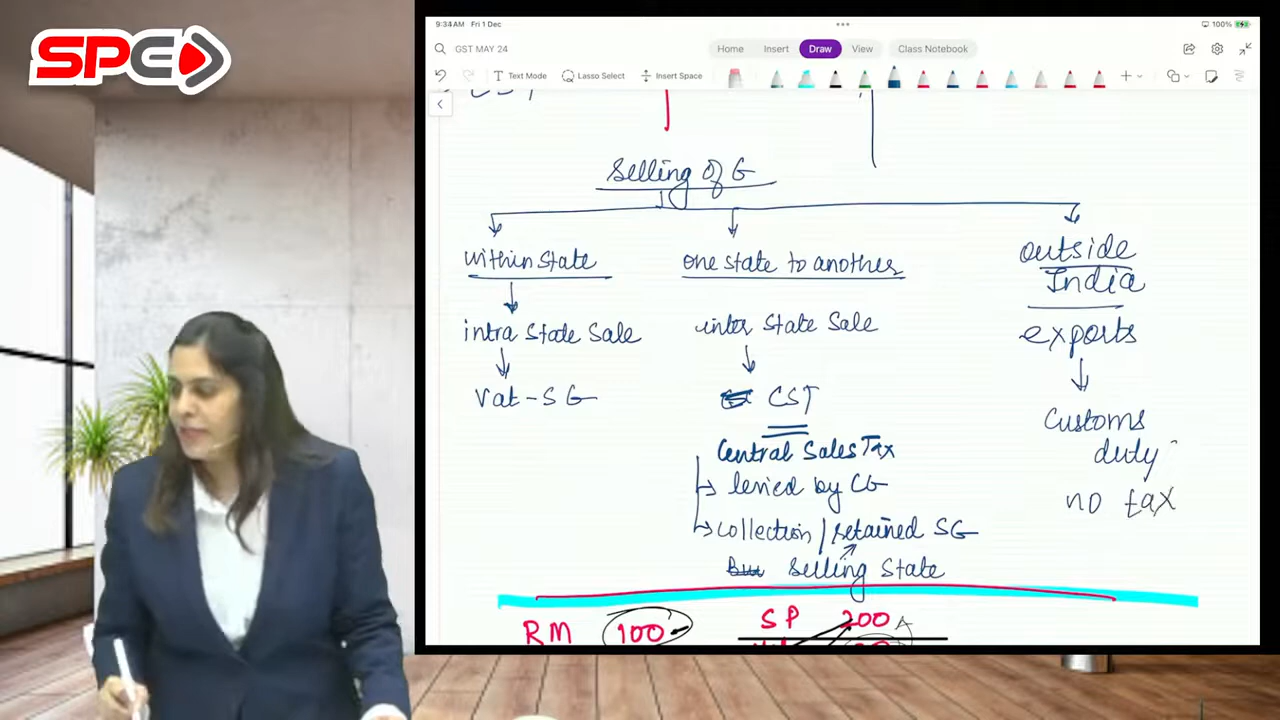 SPED
9:34 AM Fri 1 Dec
100%
GST MAY 24
Home Insert Draw View Class Notebook
Text Mode Lasso Select Insert Space
Selling of G
within state one state to another outside India
intra State Sale inter State Sale exports
Vat - SG CST Customs duty
Central Sales Tax
levied by CG no tax
collection / retained SG
selling state
RM 100 SP 200